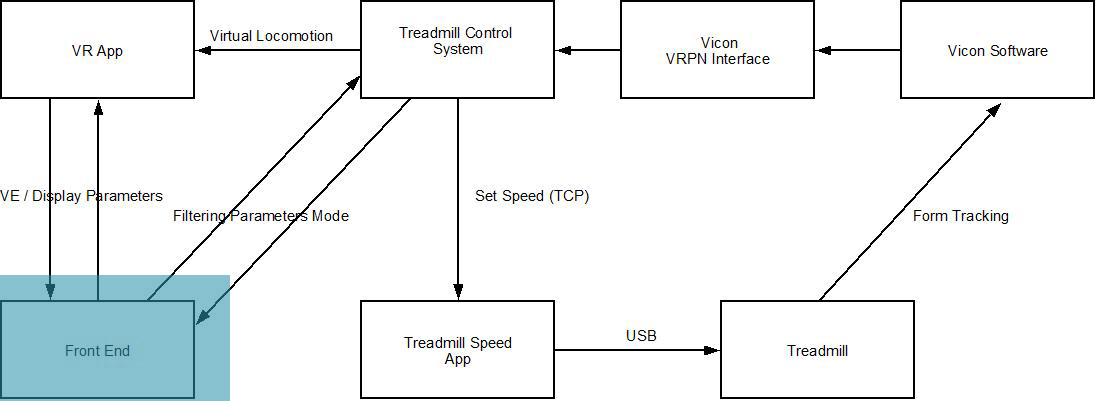 VR App
Virtual Locomotion
Treadmill Control
System
Vicon
VRPN Interface
Vicon Software
VE / Display Parameters
Filtering Parameters Mode
Set Speed (TCP)
Form Tracking
Front End
Treadmill Speed
App
USB
Treadmill